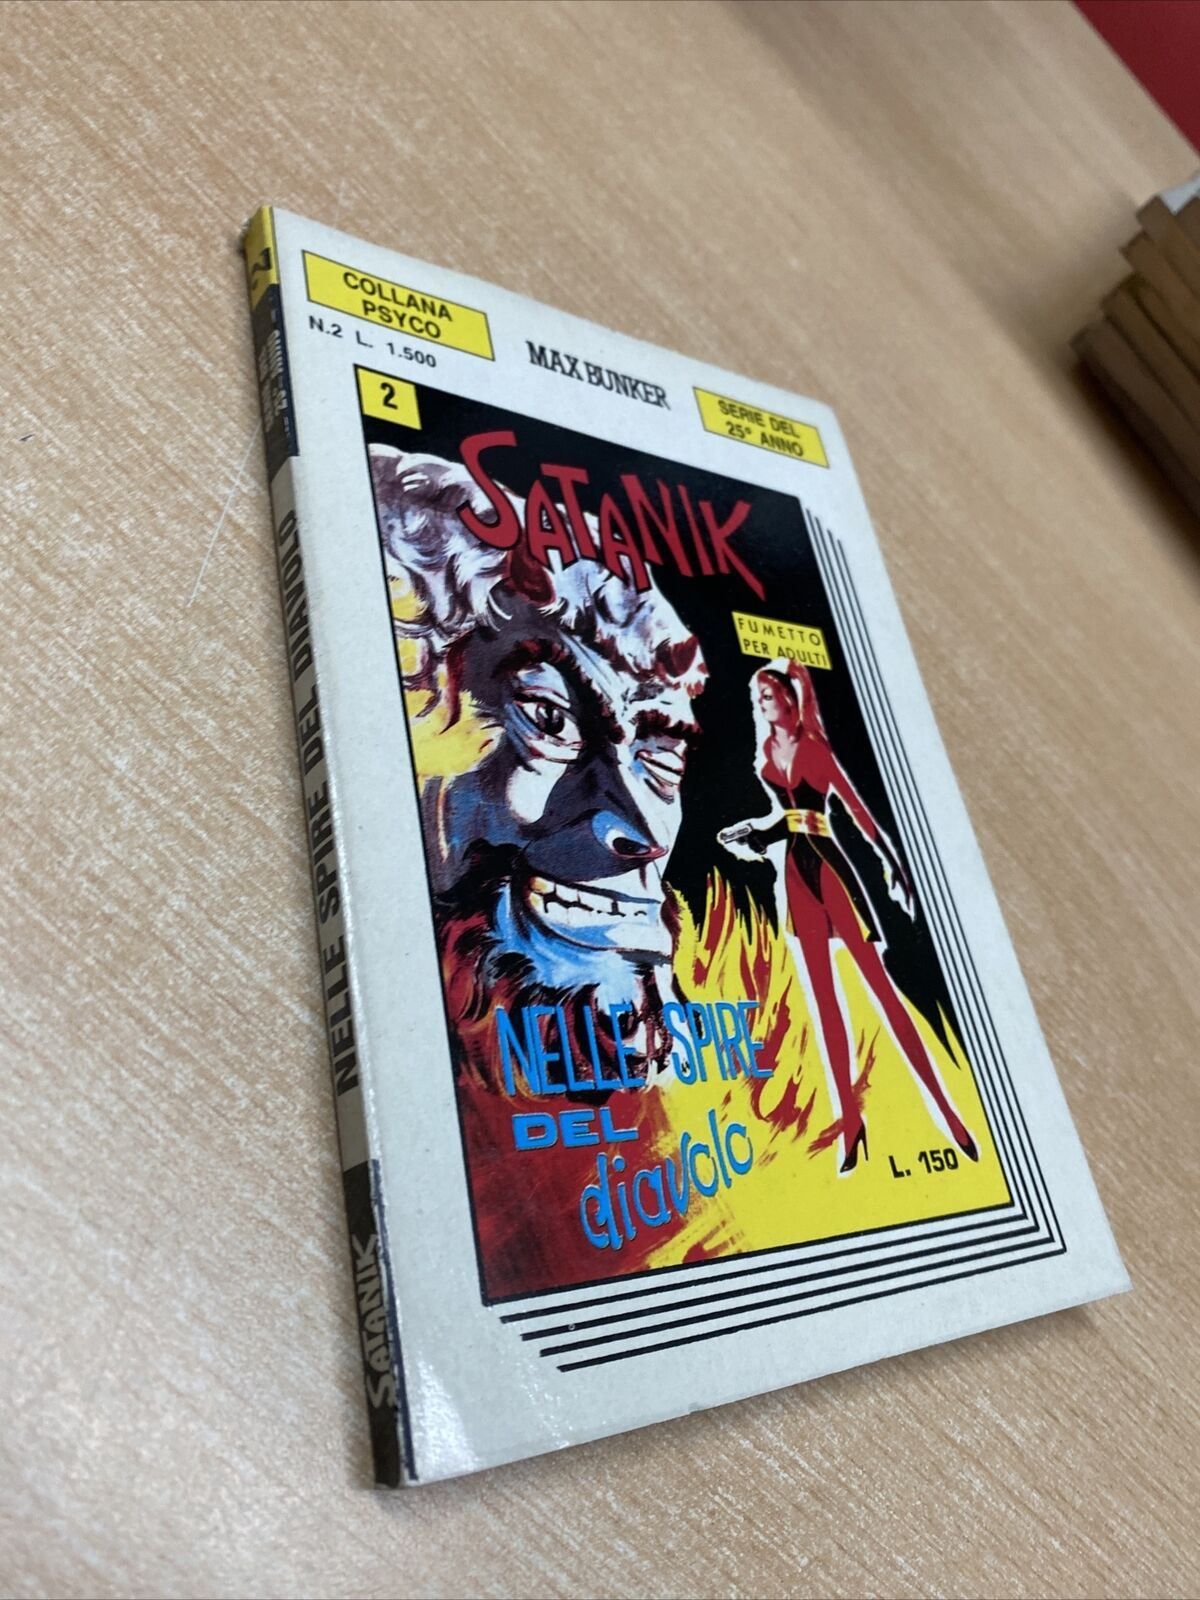 COLLANA
PSYCO
N.2 L. 1.500
MAX BUNKER
SERIE DEL
25° ANNO
2
SATANIK
FUMETTO
PER ADULTI
NELLE SPIRE
DEL
diavolo
L. 150
2
NELLE SPIRE DEL DIAVOLO
SATANIK